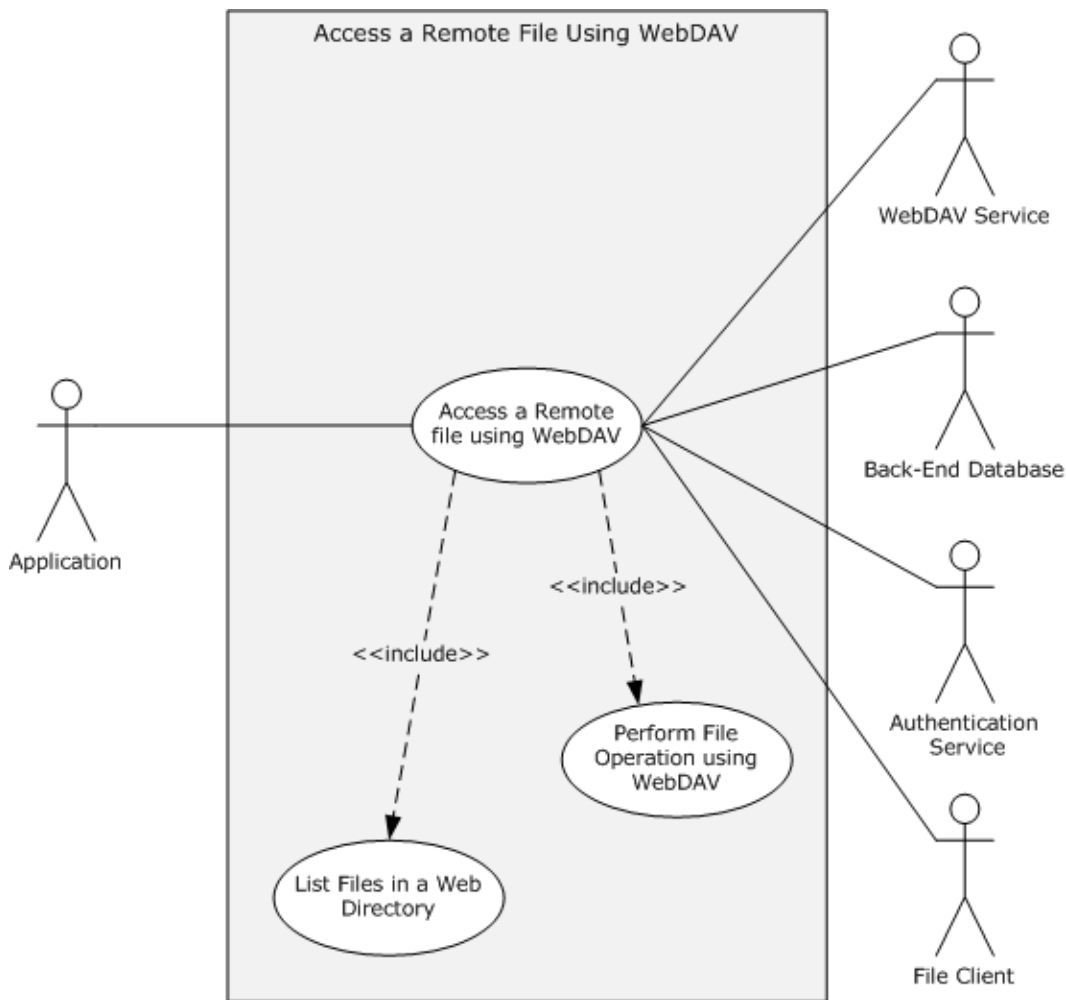 Access a Remote File Using WebDAV
WebDAV Service
Back-End Database
Access a Remote
file using WebDAV
Application
<<include>>
<<include>>
Authentication
Service
Perform File
Operation using
WebDAV
List Files in a Web
Directory
File Client